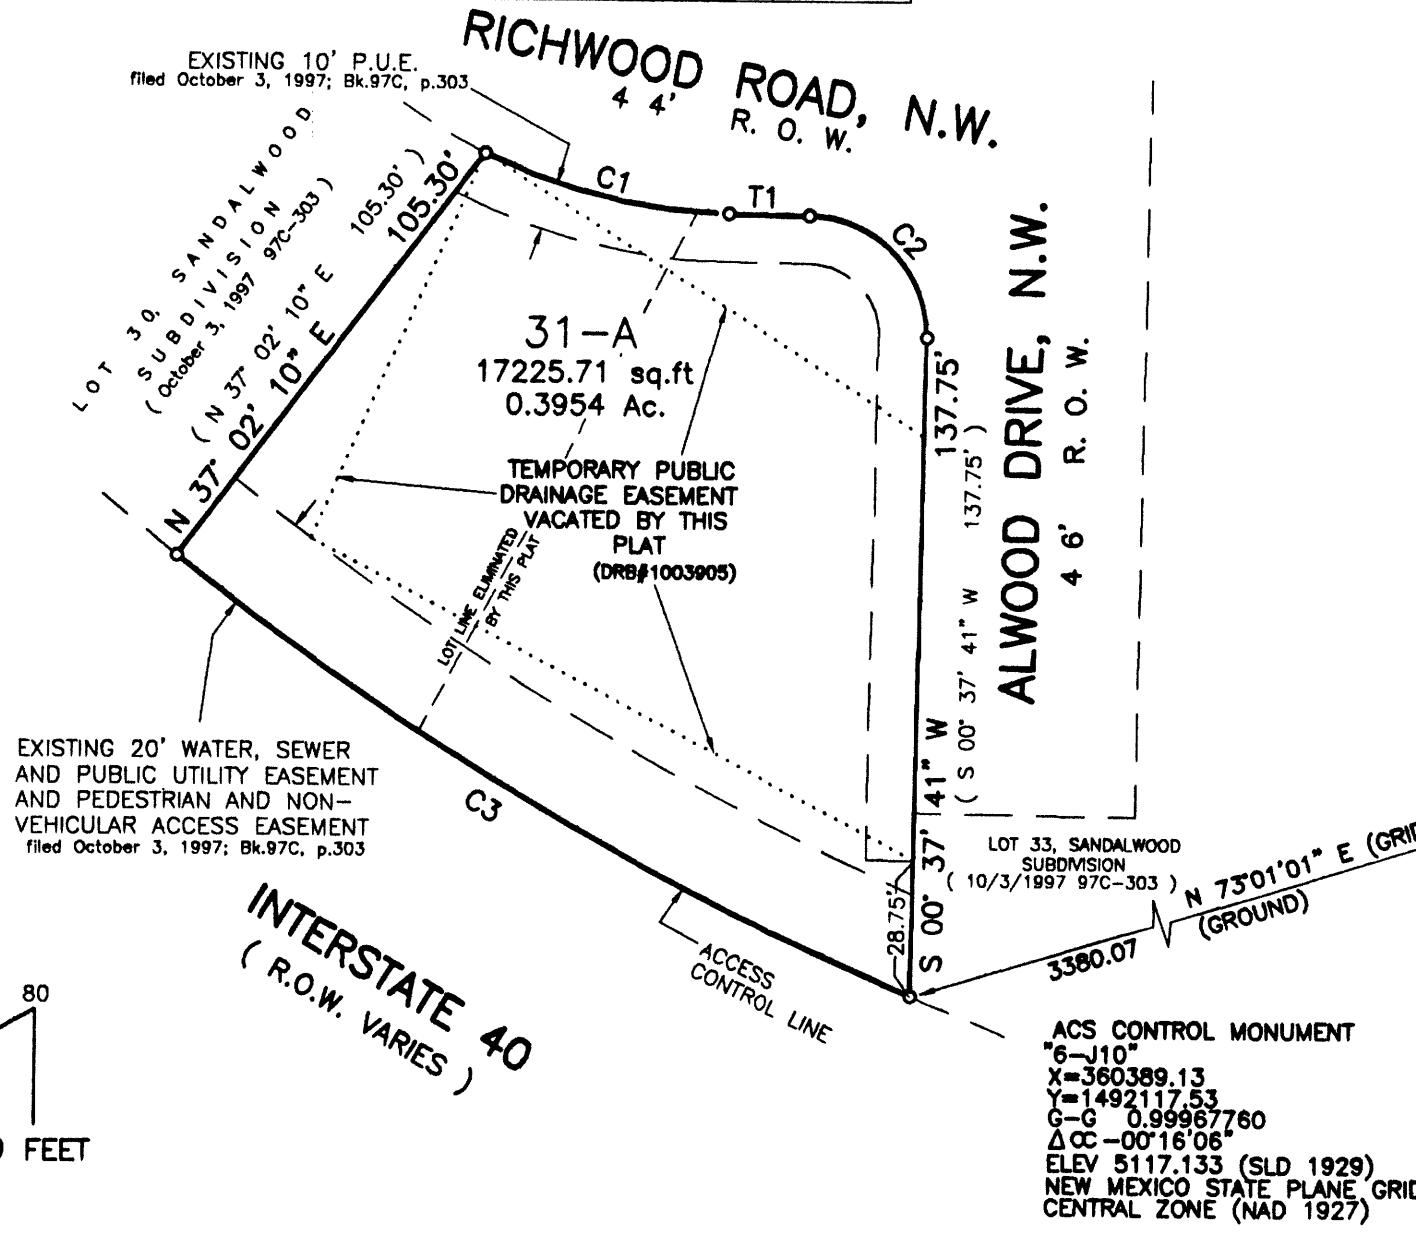 RICHWOOD ROAD, N.W.
44' R. O. W.
EXISTING 10' P.U.E.
filed October 3, 1997; Bk.97C, p.303
C1
T1
C2
LOT 30, SANDALWOOD
SUBDIVISION
( October 3, 1997 97C-303 )
( N 37° 02' 10" E 105.30' )
N 37° 02' 10" E 105.30'
31-A
17225.71 sq.ft
0.3954 Ac.
TEMPORARY PUBLIC
DRAINAGE EASEMENT
VACATED BY THIS
PLAT
(DRB#1003905)
LOT LINE ELIMINATED
BY THIS PLAT
S 00° 37' 41" W 137.75'
( S 00° 37' 41" W 137.75' )
ALWOOD DRIVE, N.W.
46' R. O. W.
EXISTING 20' WATER, SEWER
AND PUBLIC UTILITY EASEMENT
AND PEDESTRIAN AND NON-
VEHICULAR ACCESS EASEMENT
filed October 3, 1997; Bk.97C, p.303
C3
28.75'
LOT 33, SANDALWOOD
SUBDIVISION
( 10/3/1997 97C-303 )
N 73°01'01" E (GRID
(GROUND)
3380.07
INTERSTATE 40
( R.O.W. VARIES )
ACCESS
CONTROL LINE
80
FEET
ACS CONTROL MONUMENT
"6-J10"
X=360389.13
Y=1492117.53
G-G 0.99967760
Δ∝ -00°16'06"
ELEV 5117.133 (SLD 1929)
NEW MEXICO STATE PLANE GRID
CENTRAL ZONE (NAD 1927)